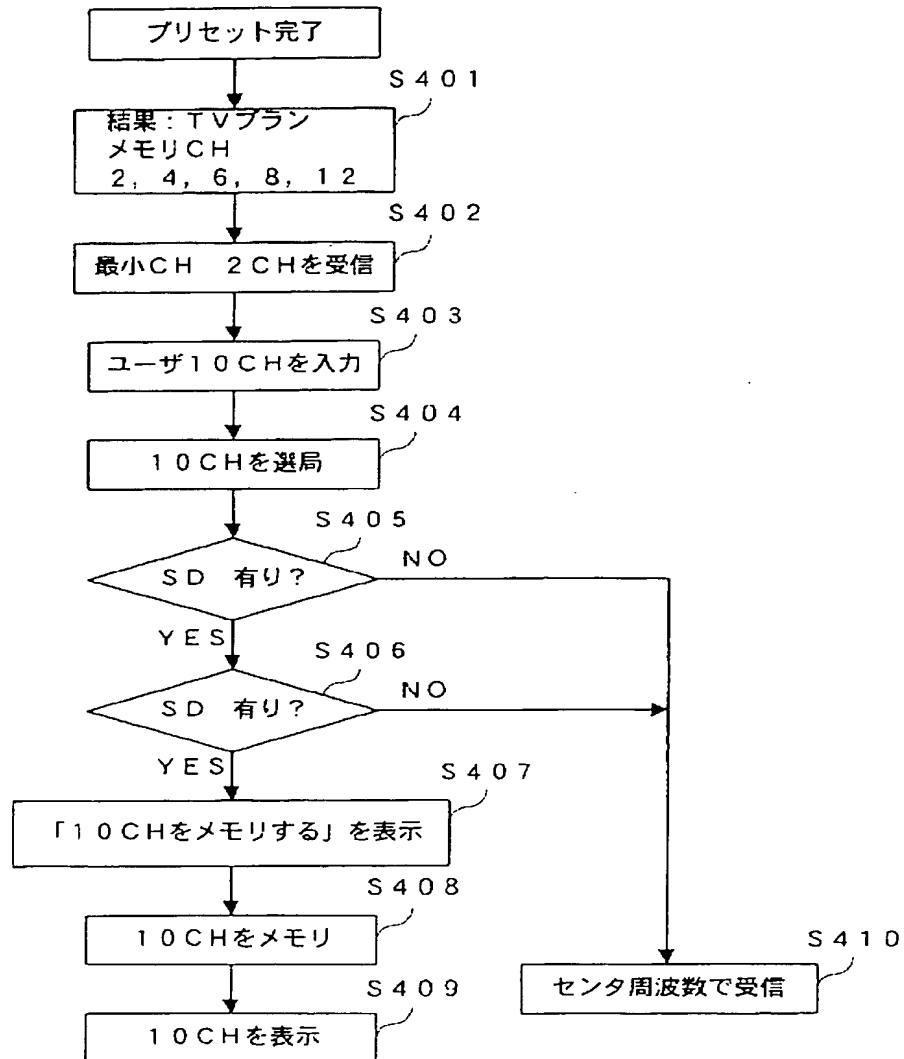 プリセット完了
S401
結果：TVプラン
メモリCH
2, 4, 6, 8, 12
S402
最小CH 2CHを受信
S403
ユーザ10CHを入力
S404
10CHを選局
S405
SD 有り?
NO
YES
S406
SD 有り?
NO
YES
S407
「10CHをメモリする」を表示
S408
10CHをメモリ
S409
10CHを表示
S410
センタ周波数で受信